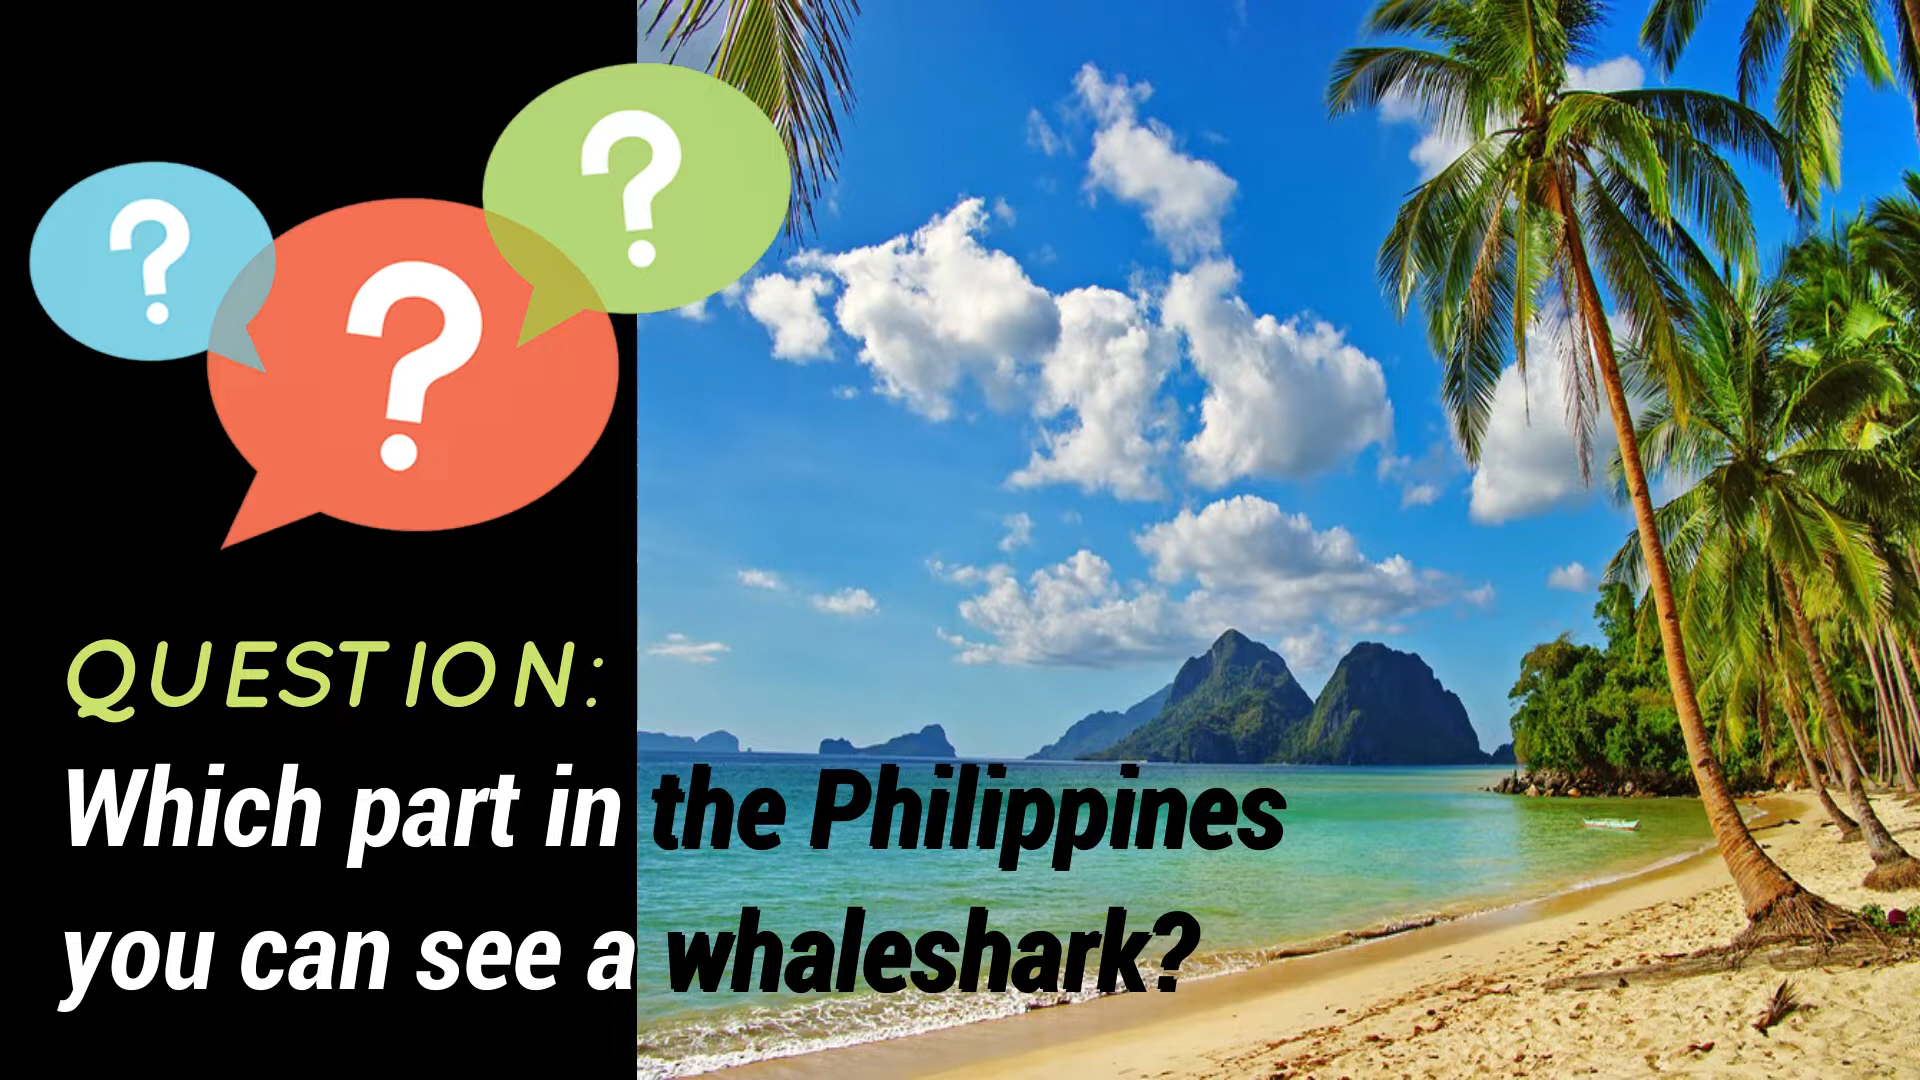 ?
?
?
QUESTION:
Which part in the Philippines
you can see a whaleshark?